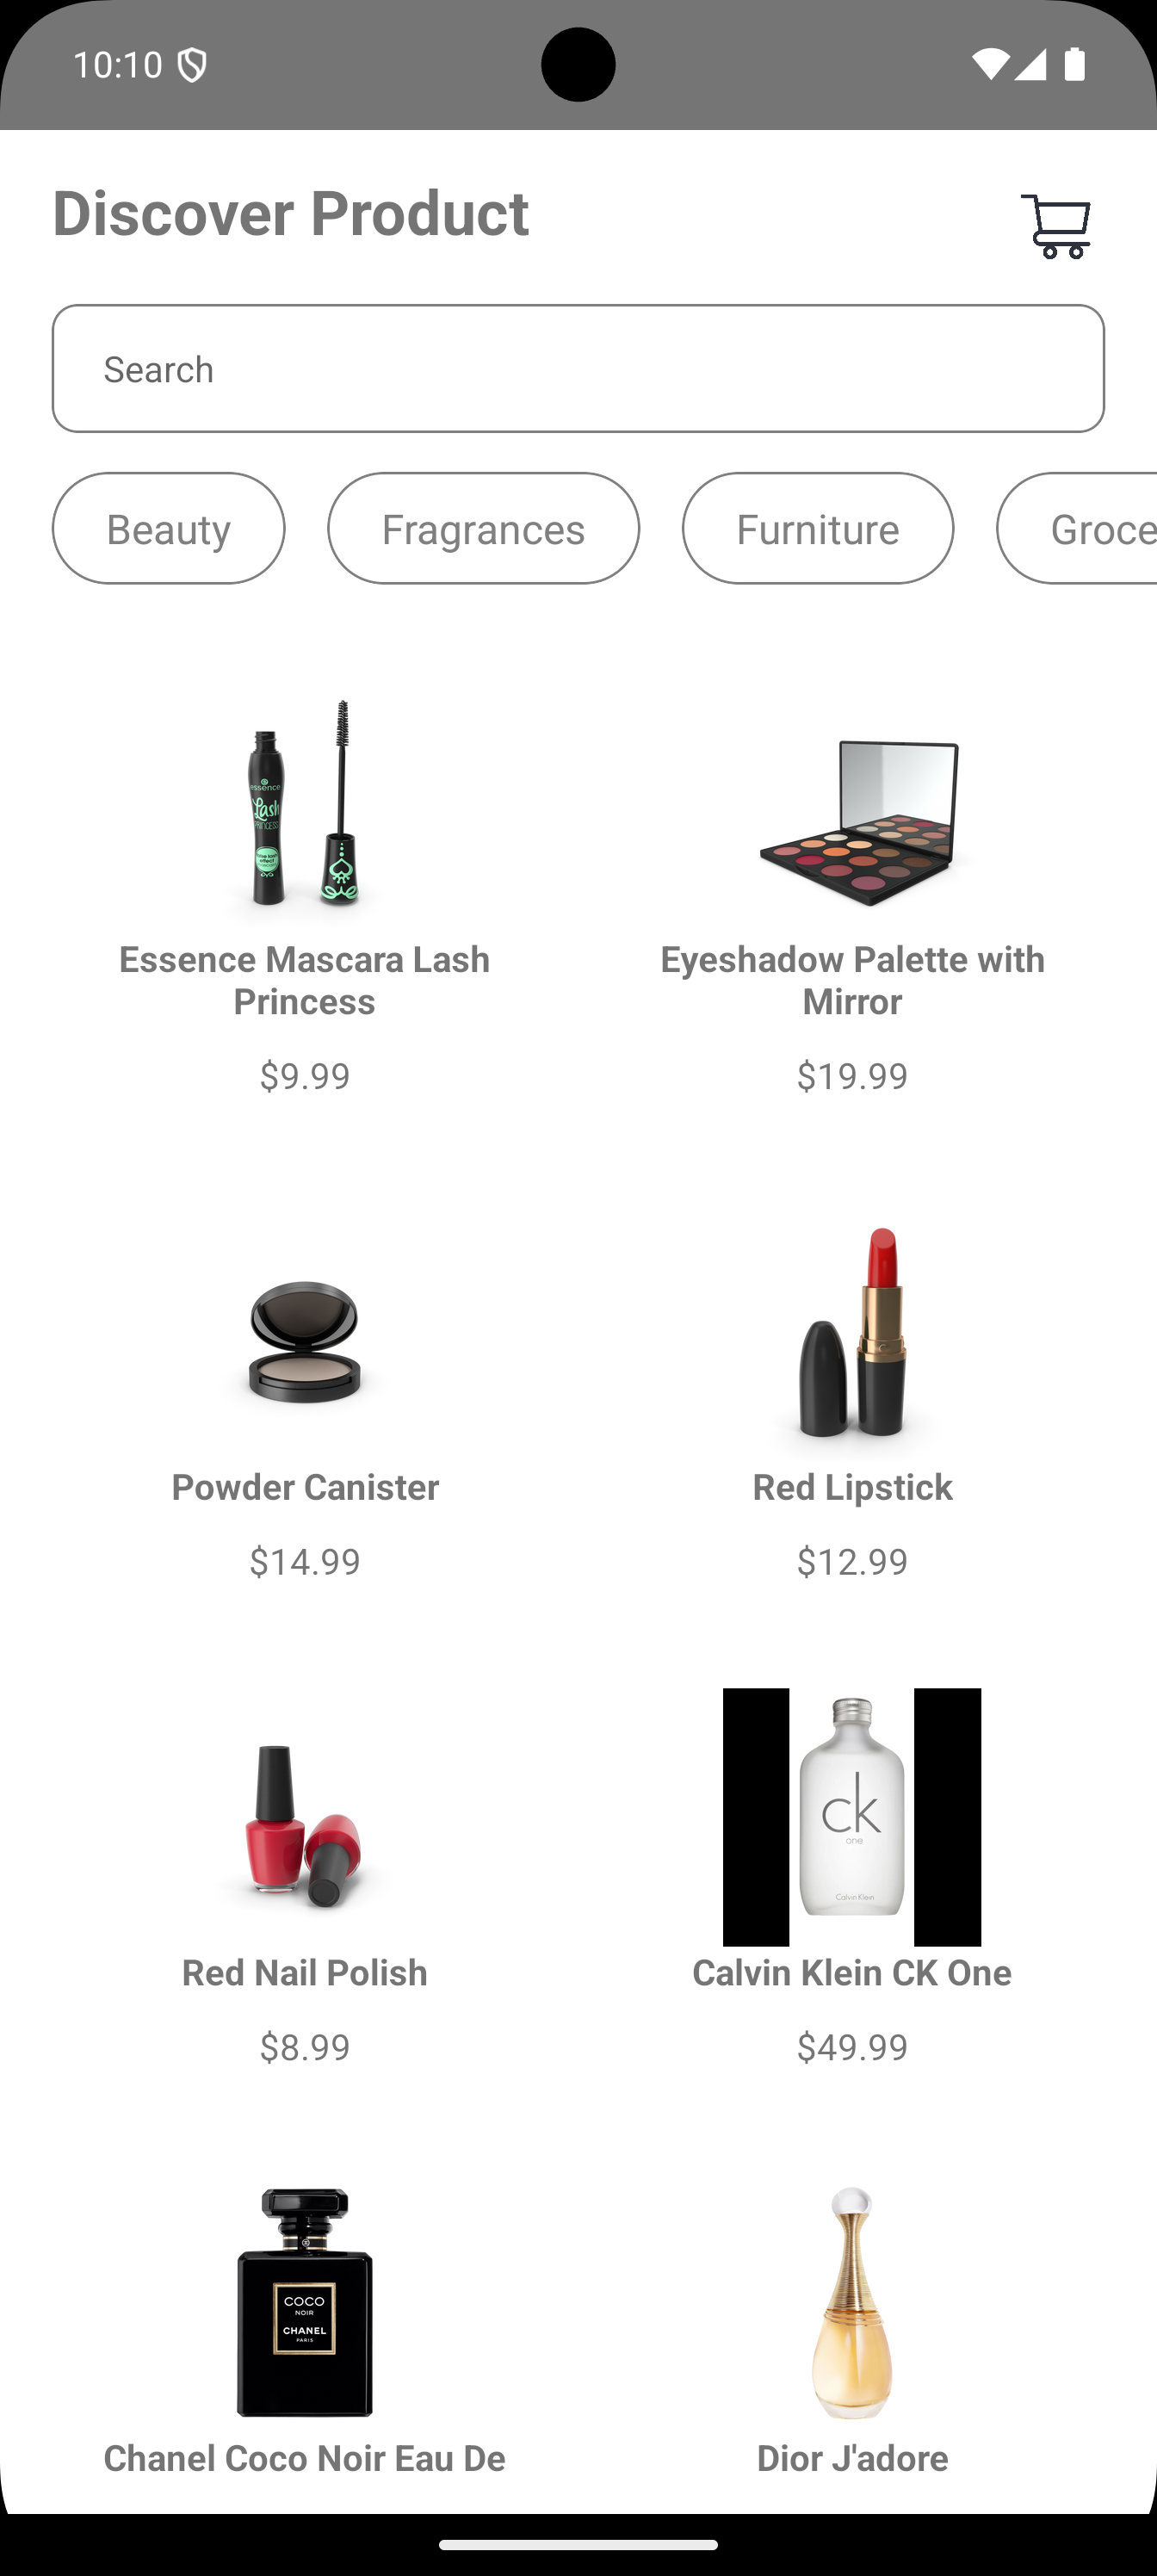 10:10
Discover Product
Search
Beauty
Fragrances
Furniture
Groce
essence
Lash
PRINCESS
false lash
effect
Essence Mascara Lash
Princess
$9.99
Eyeshadow Palette with
Mirror
$19.99
Powder Canister
$14.99
Red Lipstick
$12.99
Red Nail Polish
$8.99
ck
one
Calvin Klein
Calvin Klein CK One
$49.99
COCO
NOIR
CHANEL
PARIS
Chanel Coco Noir Eau De
Dior J'adore